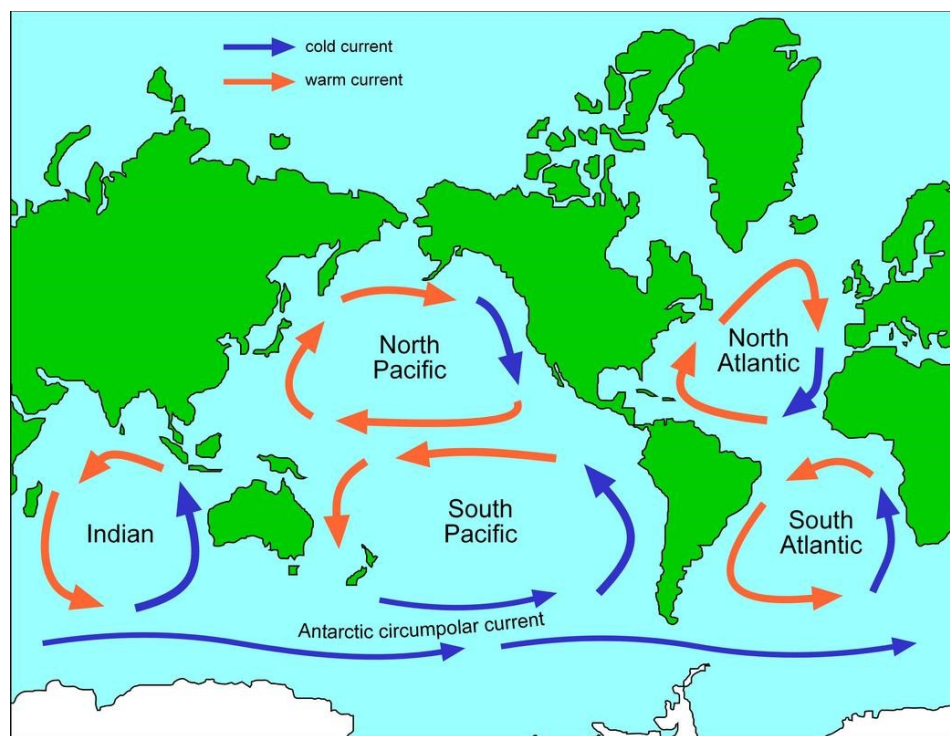 cold current
warm current
North
Pacific
North
Atlantic
Indian
South
Pacific
South
Atlantic
Antarctic circumpolar current